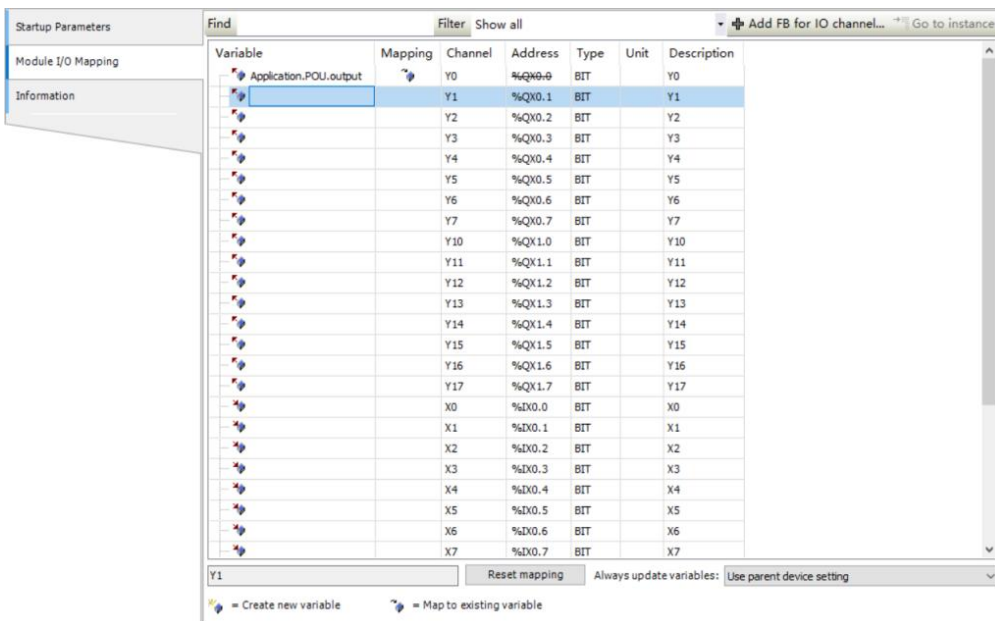 Startup Parameters
Module I/O Mapping
Information
Find Filter Show all Add FB for IO channel... Go to instance
Variable Mapping Channel Address Type Unit Description
Application.POU.output Y0 %QX0.0 BIT Y0
Y1 %QX0.1 BIT Y1
Y2 %QX0.2 BIT Y2
Y3 %QX0.3 BIT Y3
Y4 %QX0.4 BIT Y4
Y5 %QX0.5 BIT Y5
Y6 %QX0.6 BIT Y6
Y7 %QX0.7 BIT Y7
Y10 %QX1.0 BIT Y10
Y11 %QX1.1 BIT Y11
Y12 %QX1.2 BIT Y12
Y13 %QX1.3 BIT Y13
Y14 %QX1.4 BIT Y14
Y15 %QX1.5 BIT Y15
Y16 %QX1.6 BIT Y16
Y17 %QX1.7 BIT Y17
X0 %IX0.0 BIT X0
X1 %IX0.1 BIT X1
X2 %IX0.2 BIT X2
X3 %IX0.3 BIT X3
X4 %IX0.4 BIT X4
X5 %IX0.5 BIT X5
X6 %IX0.6 BIT X6
X7 %IX0.7 BIT X7
Y1 Reset mapping Always update variables: Use parent device setting
= Create new variable = Map to existing variable